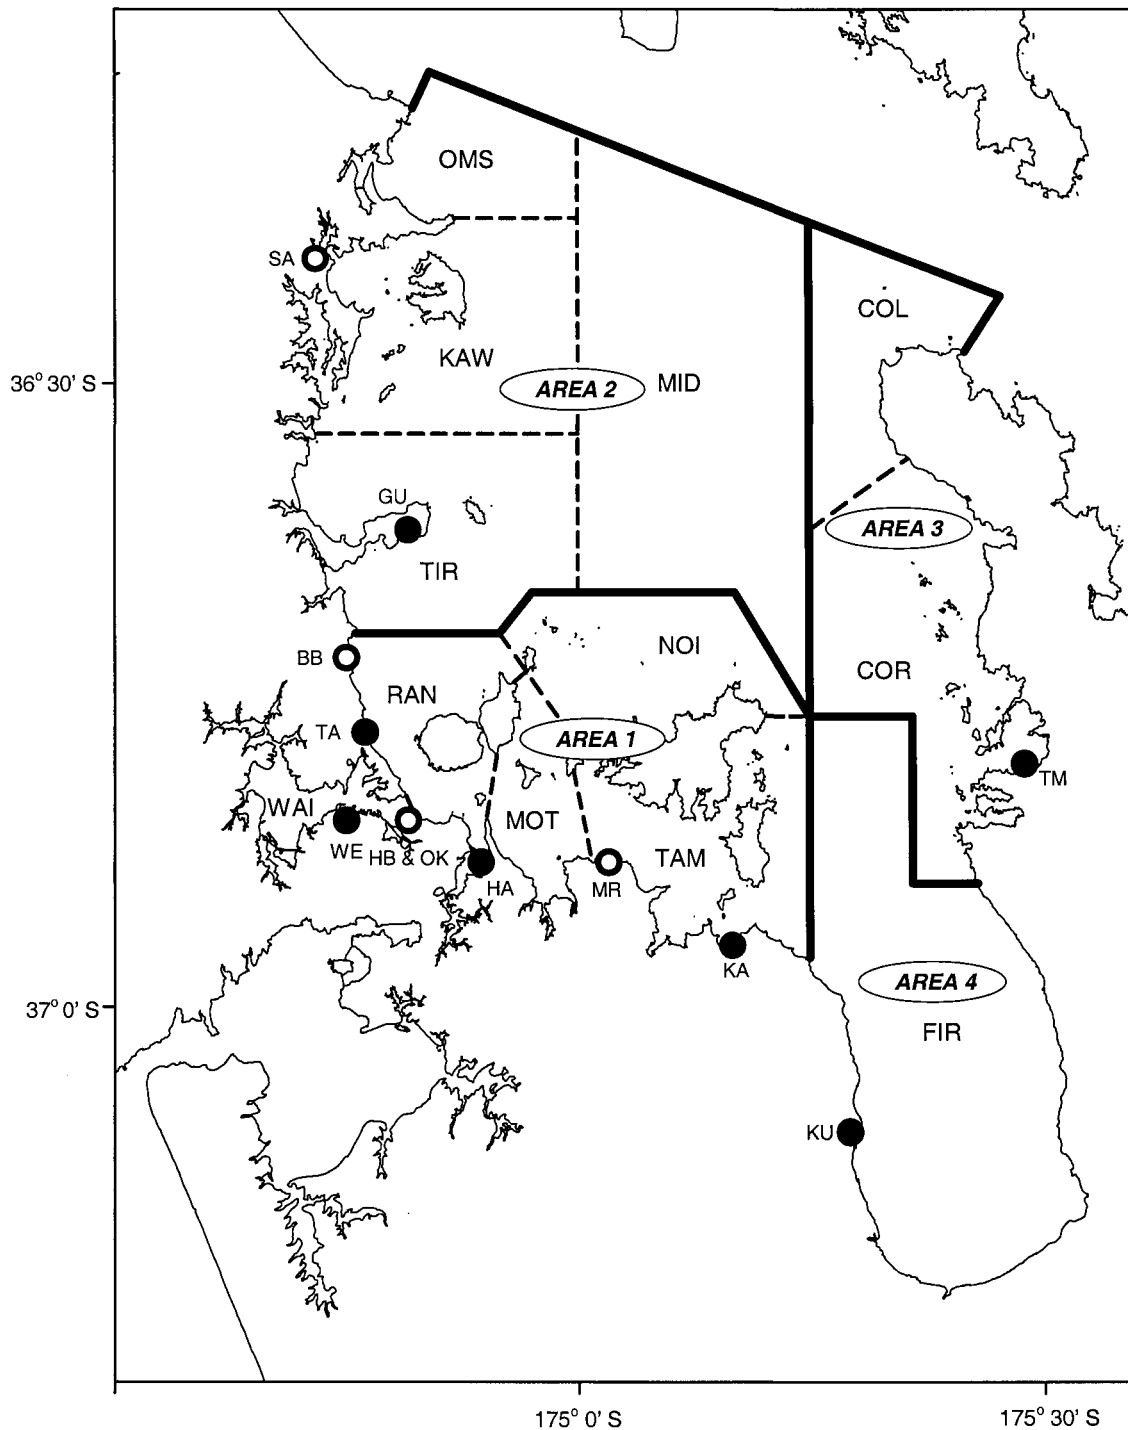 OMS
SA
COL
KAW
36° 30' S
AREA 2
MID
GU
AREA 3
TIR
NOI
BB
COR
RAN
TA
AREA 1
TM
WAI
MOT
WE
HB & OK
TAM
HA
MR
KA
AREA 4
37° 0' S
FIR
KU
175° 0' S
175° 30' S